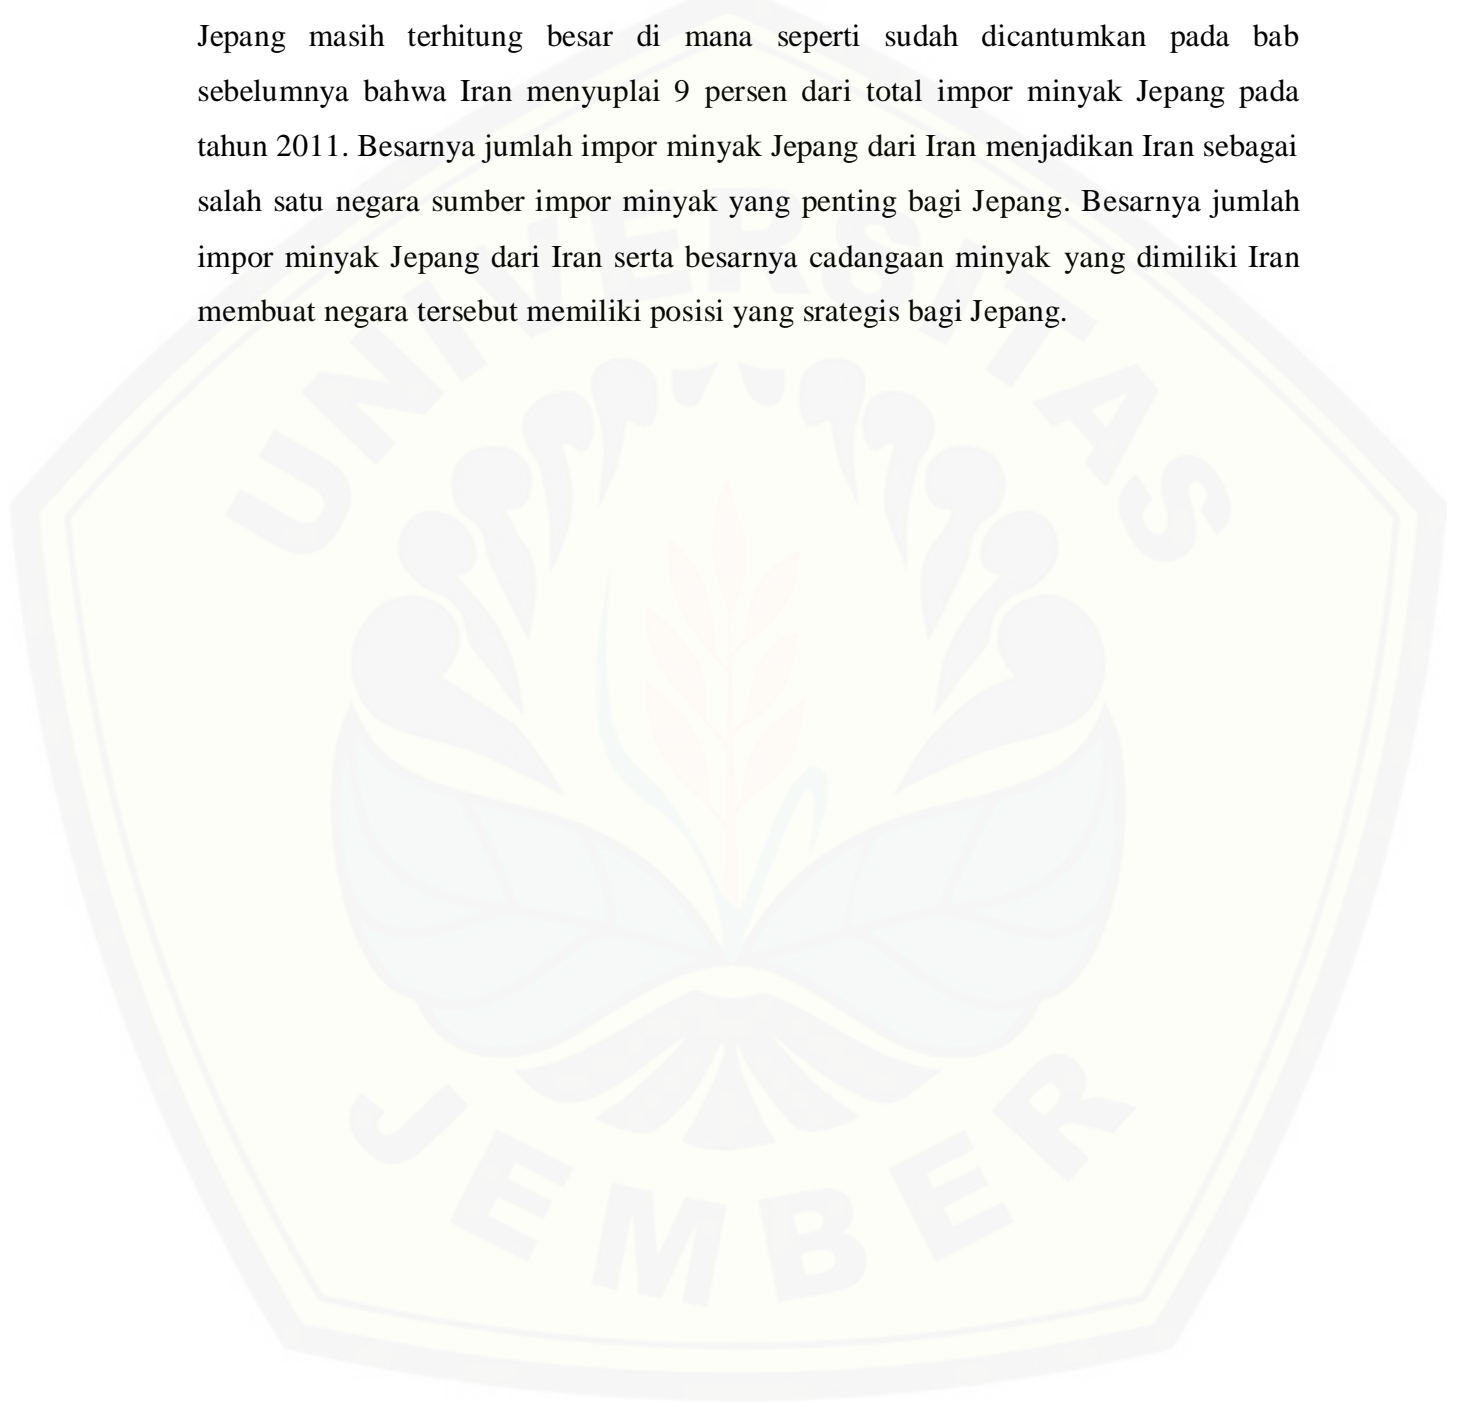 Jepang masih terhitung besar di mana seperti sudah dicantumkan pada bab
sebelumnya bahwa Iran menyuplai 9 persen dari total impor minyak Jepang pada
tahun 2011. Besarnya jumlah impor minyak Jepang dari Iran menjadikan Iran sebagai
salah satu negara sumber impor minyak yang penting bagi Jepang. Besarnya jumlah
impor minyak Jepang dari Iran serta besarnya cadangaan minyak yang dimiliki Iran
membuat negara tersebut memiliki posisi yang srategis bagi Jepang.
UNIVERSITAS
JEMBER